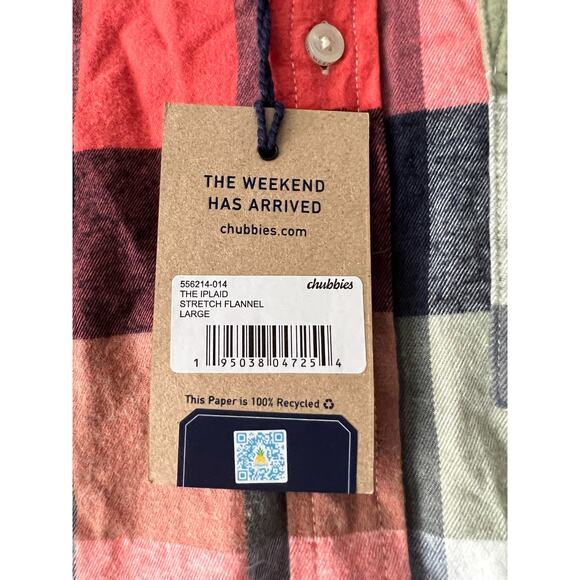 THE WEEKEND
HAS ARRIVED
chubbies.com
556214-014
chubbies
THE IPLAID
STRETCH FLANNEL
LARGE
1 95038 04725 4
This Paper is 100% Recycled